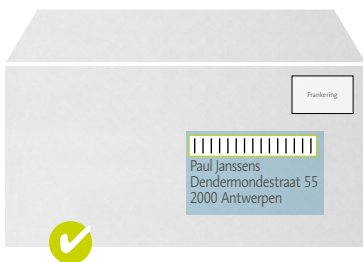 Frankering
Paul Janssens
Dendermondestraat 55
2000 Antwerpen